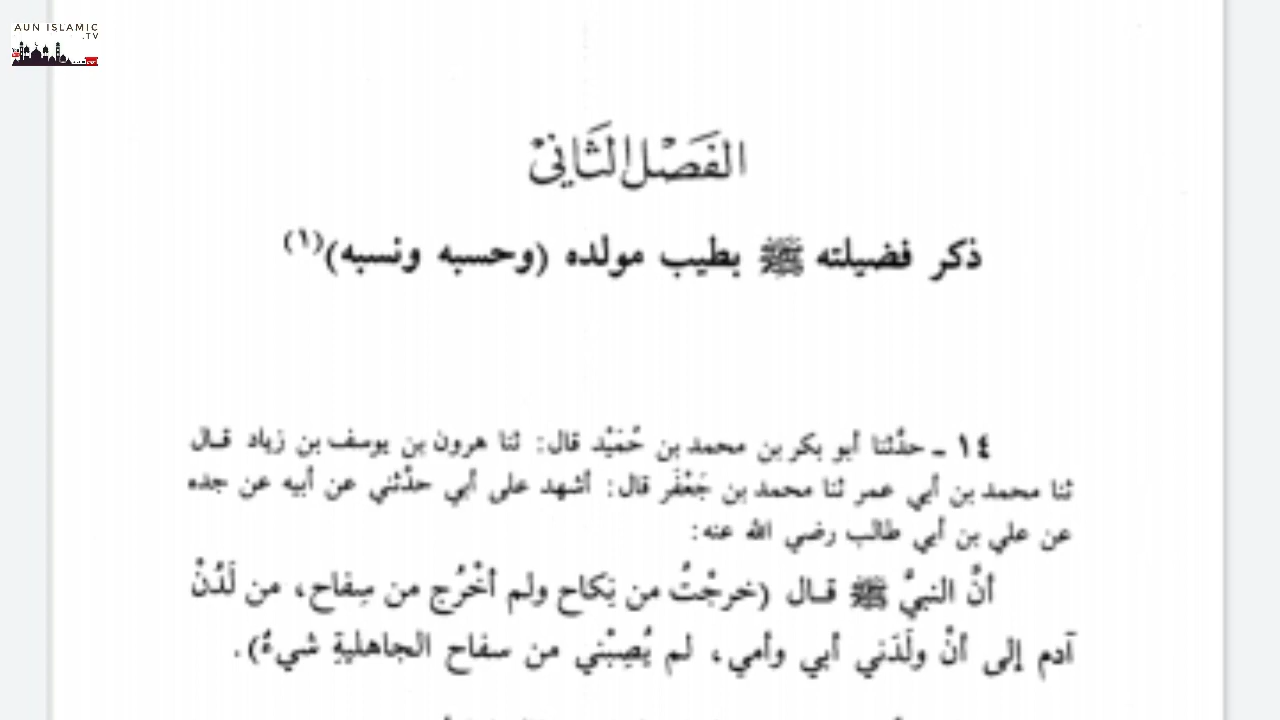 AUN ISLAMIC
.TV
الفَصْل الثَّانِيْ
ذكر فضيلته ﷺ بطيب مولده (وحسبه ونسبه)(١)
١٤ ـ حدَّثنا أبو بكر بن محمد بن حُمَيْد قال: ثنا هرون بن يوسف بن زياد قال
ثنا محمد بن أبي عمر ثنا محمد بن جَعْفَر قال: أشهد على أبي حدَّثني عن أبيه عن جده
عن علي بن أبي طالب رضي الله عنه:
أنَّ النبيَّ ﷺ قال (خرجْتُ من نِكاح ولم أخْرُج من سِفاح، من لَدُنْ
آدم إلى أنْ ولَدَني أبي وأمي، لم يُصِبْني من سفاح الجاهليةِ شيءٌ).